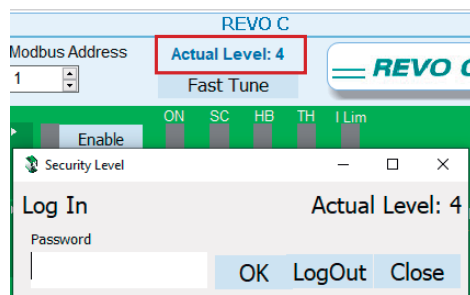 REVO C
Modbus Address
Actual Level: 4
1
Fast Tune
REVO C
ON SC HB TH I Lim
Enable
Security Level
Log In
Actual Level: 4
Password
OK LogOut Close